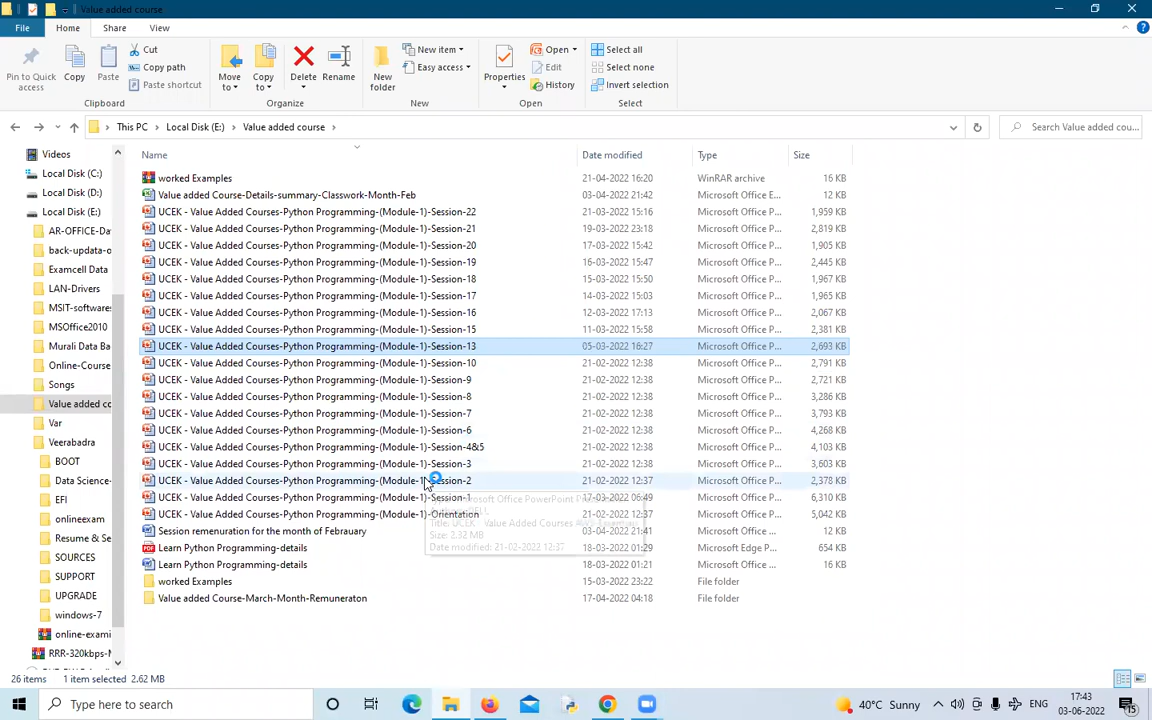 Value added course
File Home Share View
Pin to Quick access
Copy
Paste
Cut
Copy path
Paste shortcut
Clipboard
Move to
Copy to
Delete
Rename
Organize
New folder
New item
Easy access
New
Properties
Open
Edit
History
Open
Select all
Select none
Invert selection
Select
This PC Local Disk (E:) Value added course
Search Value added cou...
Name Date modified Type Size
Videos
Local Disk (C:)
Local Disk (D:)
Local Disk (E:)
AR-OFFICE-Da
back-updata-o
Examcell Data
LAN-Drivers
MSIT-softwares
MSOffice2010
Murali Data Ba
Online-Course
Songs
Value added co
Var
Veerabadra
BOOT
Data Science-
EFI
onlineexam
Resume & Se
SOURCES
SUPPORT
UPGRADE
windows-7
online-exami
RRR-320kbps-M
worked Examples 21-04-2022 16:20 WinRAR archive 16 KB
Value added Course-Details-summary-Classwork-Month-Feb 03-04-2022 21:42 Microsoft Office E... 12 KB
UCEK - Value Added Courses-Python Programming-(Module-1)-Session-22 21-03-2022 15:16 Microsoft Office P... 1,959 KB
UCEK - Value Added Courses-Python Programming-(Module-1)-Session-21 19-03-2022 23:18 Microsoft Office P... 2,819 KB
UCEK - Value Added Courses-Python Programming-(Module-1)-Session-20 17-03-2022 15:42 Microsoft Office P... 1,905 KB
UCEK - Value Added Courses-Python Programming-(Module-1)-Session-19 16-03-2022 15:47 Microsoft Office P... 2,445 KB
UCEK - Value Added Courses-Python Programming-(Module-1)-Session-18 15-03-2022 15:50 Microsoft Office P... 1,967 KB
UCEK - Value Added Courses-Python Programming-(Module-1)-Session-17 14-03-2022 15:03 Microsoft Office P... 1,965 KB
UCEK - Value Added Courses-Python Programming-(Module-1)-Session-16 12-03-2022 17:13 Microsoft Office P... 2,067 KB
UCEK - Value Added Courses-Python Programming-(Module-1)-Session-15 11-03-2022 15:58 Microsoft Office P... 2,381 KB
UCEK - Value Added Courses-Python Programming-(Module-1)-Session-13 05-03-2022 16:27 Microsoft Office P... 2,693 KB
UCEK - Value Added Courses-Python Programming-(Module-1)-Session-10 21-02-2022 12:38 Microsoft Office P... 2,791 KB
UCEK - Value Added Courses-Python Programming-(Module-1)-Session-9 21-02-2022 12:38 Microsoft Office P... 2,721 KB
UCEK - Value Added Courses-Python Programming-(Module-1)-Session-8 21-02-2022 12:38 Microsoft Office P... 3,286 KB
UCEK - Value Added Courses-Python Programming-(Module-1)-Session-7 21-02-2022 12:38 Microsoft Office P... 3,793 KB
UCEK - Value Added Courses-Python Programming-(Module-1)-Session-6 21-02-2022 12:38 Microsoft Office P... 4,268 KB
UCEK - Value Added Courses-Python Programming-(Module-1)-Session-4&5 21-02-2022 12:38 Microsoft Office P... 4,103 KB
UCEK - Value Added Courses-Python Programming-(Module-1)-Session-3 21-02-2022 12:38 Microsoft Office P... 3,603 KB
UCEK - Value Added Courses-Python Programming-(Module-1)-Session-2 21-02-2022 12:37 Microsoft Office P... 2,378 KB
UCEK - Value Added Courses-Python Programming-(Module-1)-Session-1 17-03-2022 06:49 Microsoft Office P... 6,310 KB
UCEK - Value Added Courses-Python Programming-(Module-1)-Orientation 21-02-2022 12:37 Microsoft Office P... 5,042 KB
Session remenuration for the month of Febrauary 03-04-2022 21:41 Microsoft Office ... 12 KB
Learn Python Programming-details 18-03-2022 01:29 Microsoft Edge P... 654 KB
Learn Python Programming-details 18-03-2022 01:21 Microsoft Office ... 16 KB
worked Examples 15-03-2022 23:22 File folder
Value added Course-March-Month-Remuneraton 17-04-2022 04:18 File folder
Microsoft Office PowerPoint
Title: UCEK - Value Added Courses
Size: 2.32 MB
Date modified: 21-02-2022 12:37
26 items 1 item selected 2.62 MB
Type here to search
40°C Sunny
ENG
17:43
03-06-2022
15